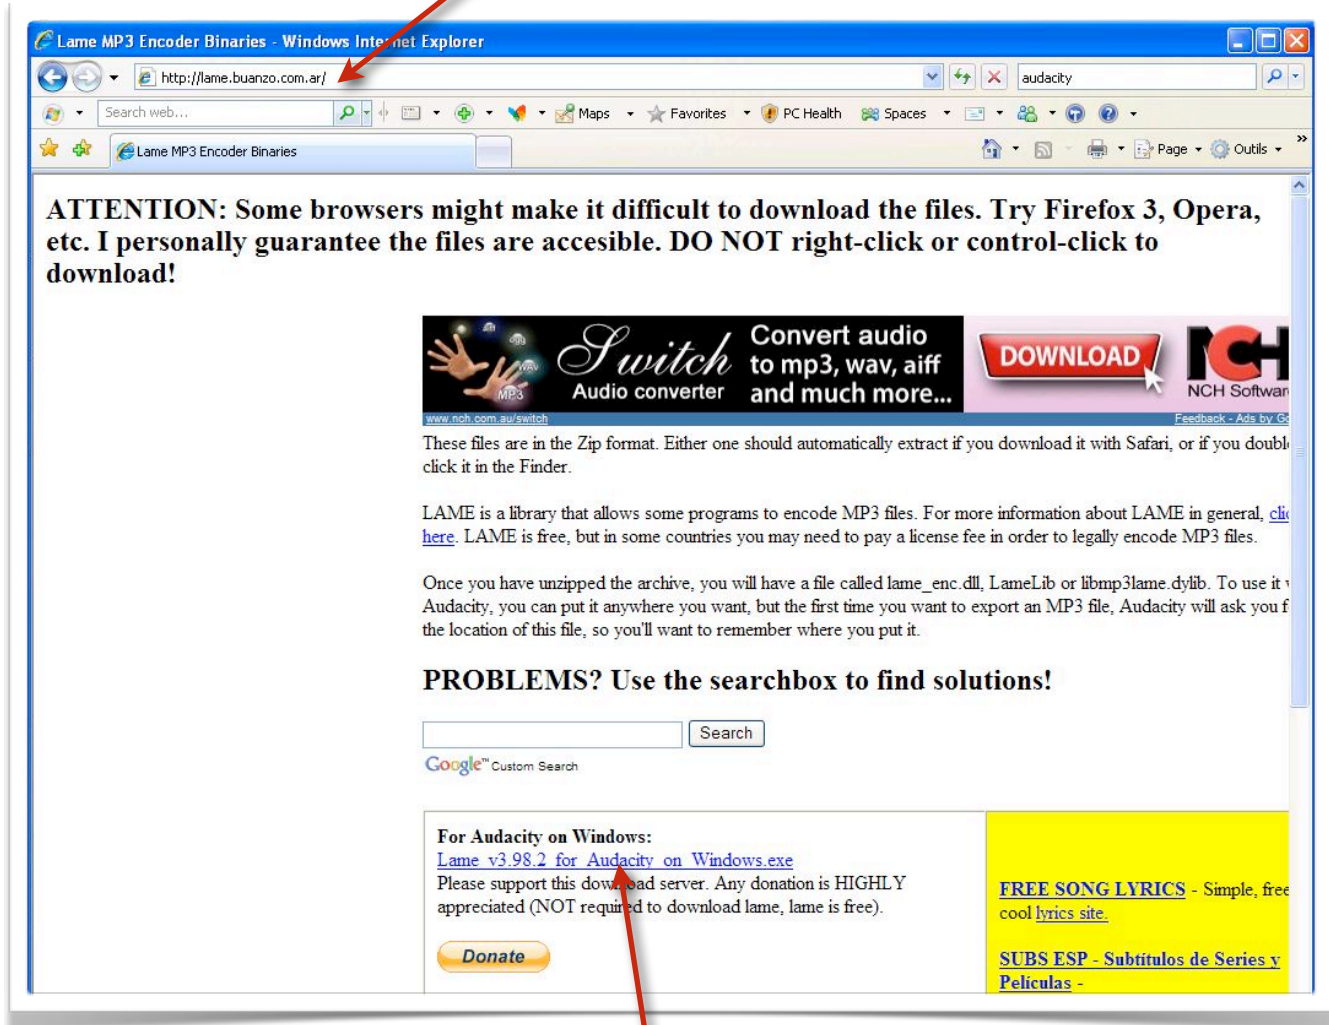 Lame MP3 Encoder Binaries - Windows Internet Explorer
http://lame.buanzo.com.ar/
audacity
Search web...
Maps
Favorites
PC Health
Spaces
Lame MP3 Encoder Binaries
Page
Outils
ATTENTION: Some browsers might make it difficult to download the files. Try Firefox 3, Opera,
etc. I personally guarantee the files are accesible. DO NOT right-click or control-click to
download!
MP3
WAV
Switch
Audio converter
Convert audio
to mp3, wav, aiff
and much more...
DOWNLOAD
NCH
NCH Softwar
www.nch.com.au/switch
Feedback - Ads by Go
These files are in the Zip format. Either one should automatically extract if you download it with Safari, or if you doubl
click it in the Finder.
LAME is a library that allows some programs to encode MP3 files. For more information about LAME in general, clic
here. LAME is free, but in some countries you may need to pay a license fee in order to legally encode MP3 files.
Once you have unzipped the archive, you will have a file called lame_enc.dll, LameLib or libmp3lame.dylib. To use it
Audacity, you can put it anywhere you want, but the first time you want to export an MP3 file, Audacity will ask you f
the location of this file, so you'll want to remember where you put it.
PROBLEMS? Use the searchbox to find solutions!
Search
Google™ Custom Search
For Audacity on Windows:
Lame_v3.98.2_for_Audacity_on_Windows.exe
Please support this download server. Any donation is HIGHLY
appreciated (NOT required to download lame, lame is free).
Donate
FREE SONG LYRICS - Simple, free
cool lyrics site.
SUBS ESP - Subtítulos de Series y
Películas -